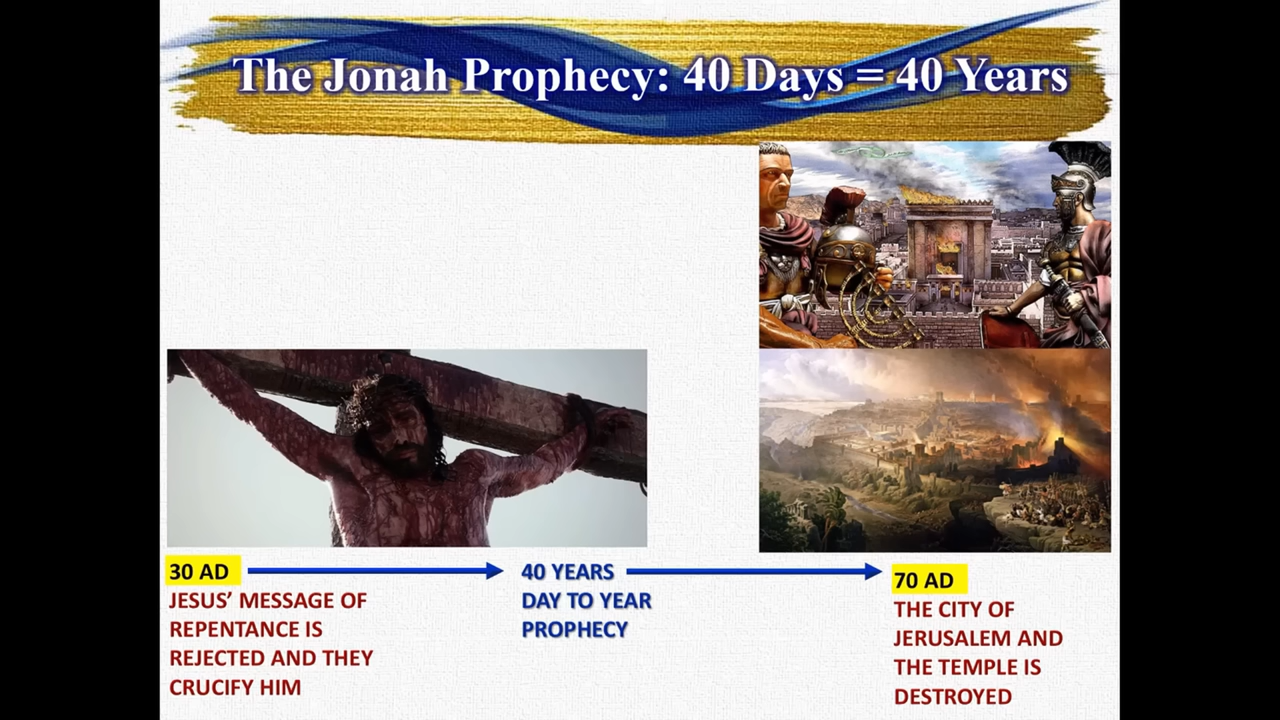 The Jonah Prophecy: 40 Days = 40 Years
30 AD
JESUS’ MESSAGE OF
REPENTANCE IS
REJECTED AND THEY
CRUCIFY HIM
40 YEARS
DAY TO YEAR
PROPHECY
70 AD
THE CITY OF
JERUSALEM AND
THE TEMPLE IS
DESTROYED